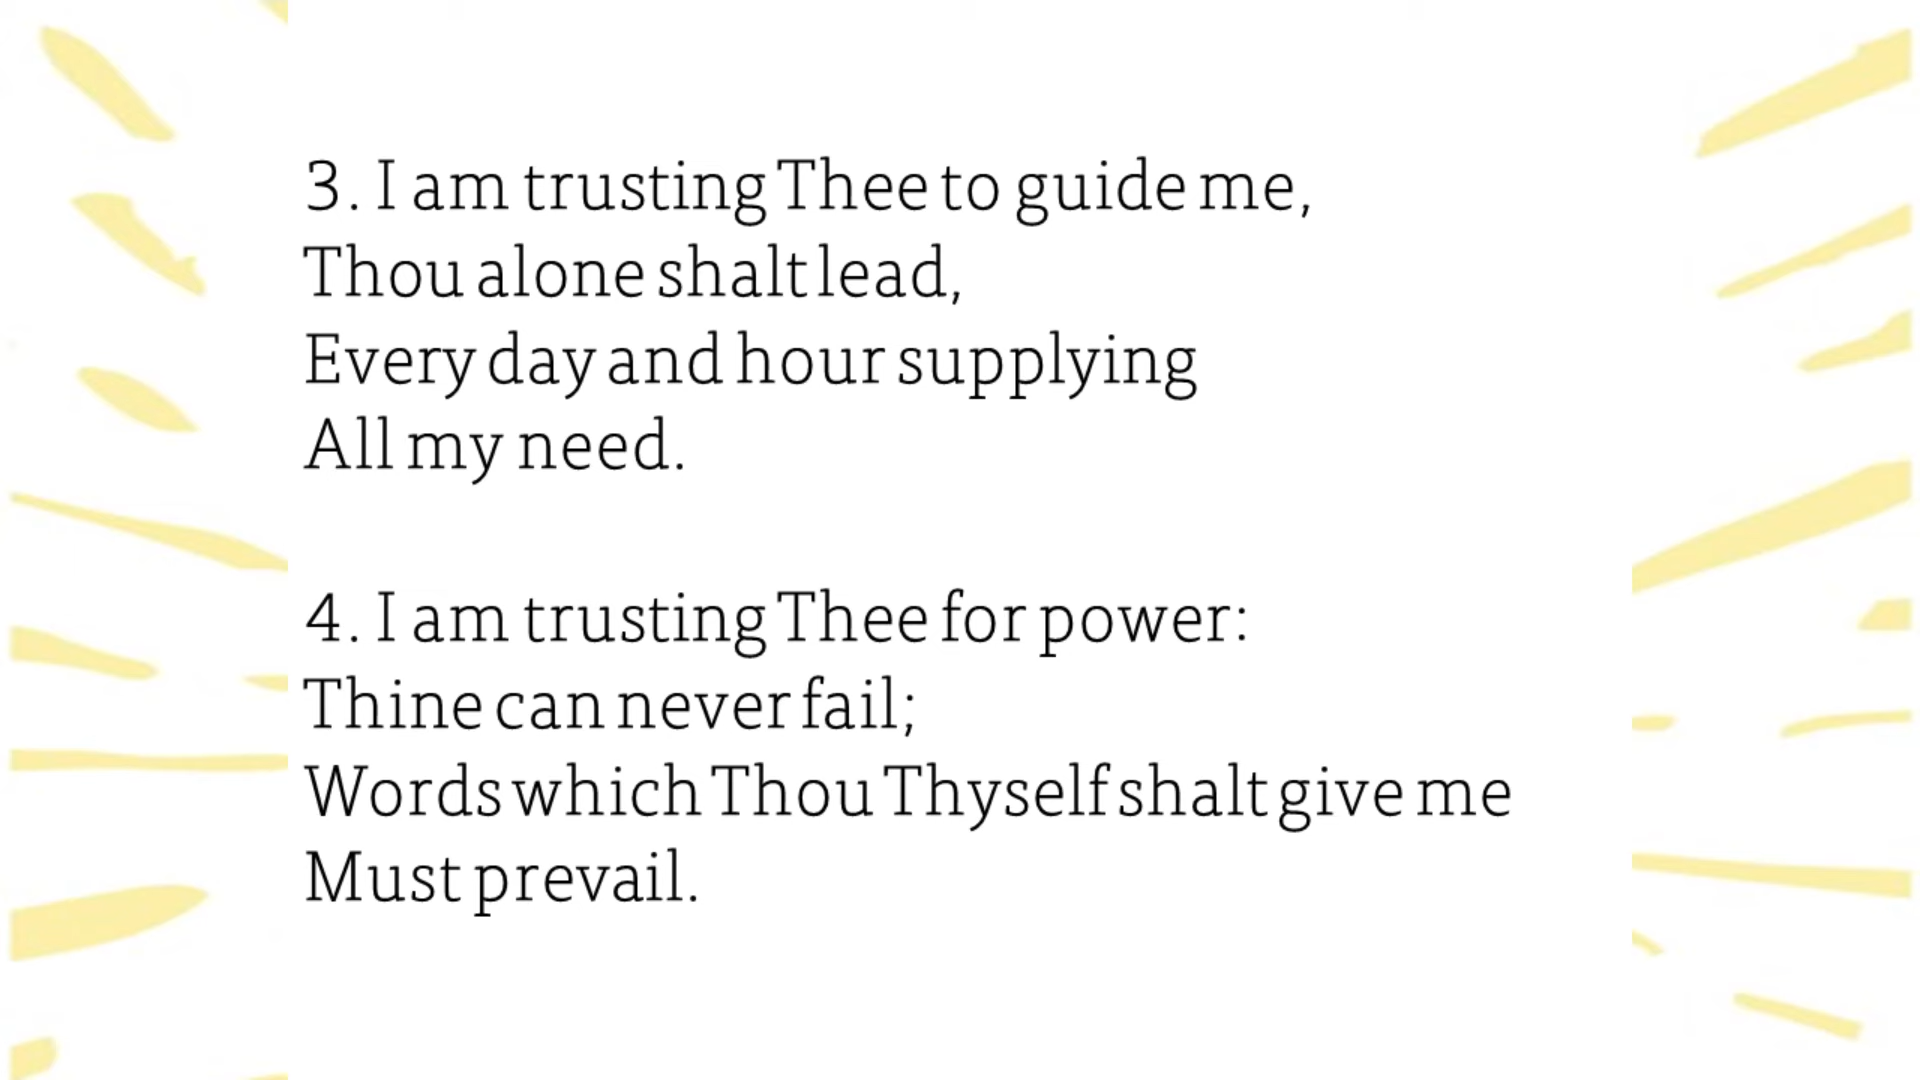 3. I am trusting Thee to guide me,
Thou alone shalt lead,
Every day and hour supplying
All my need.
4. I am trusting Thee for power:
Thine can never fail;
Words which Thou Thyself shalt give me
Must prevail.